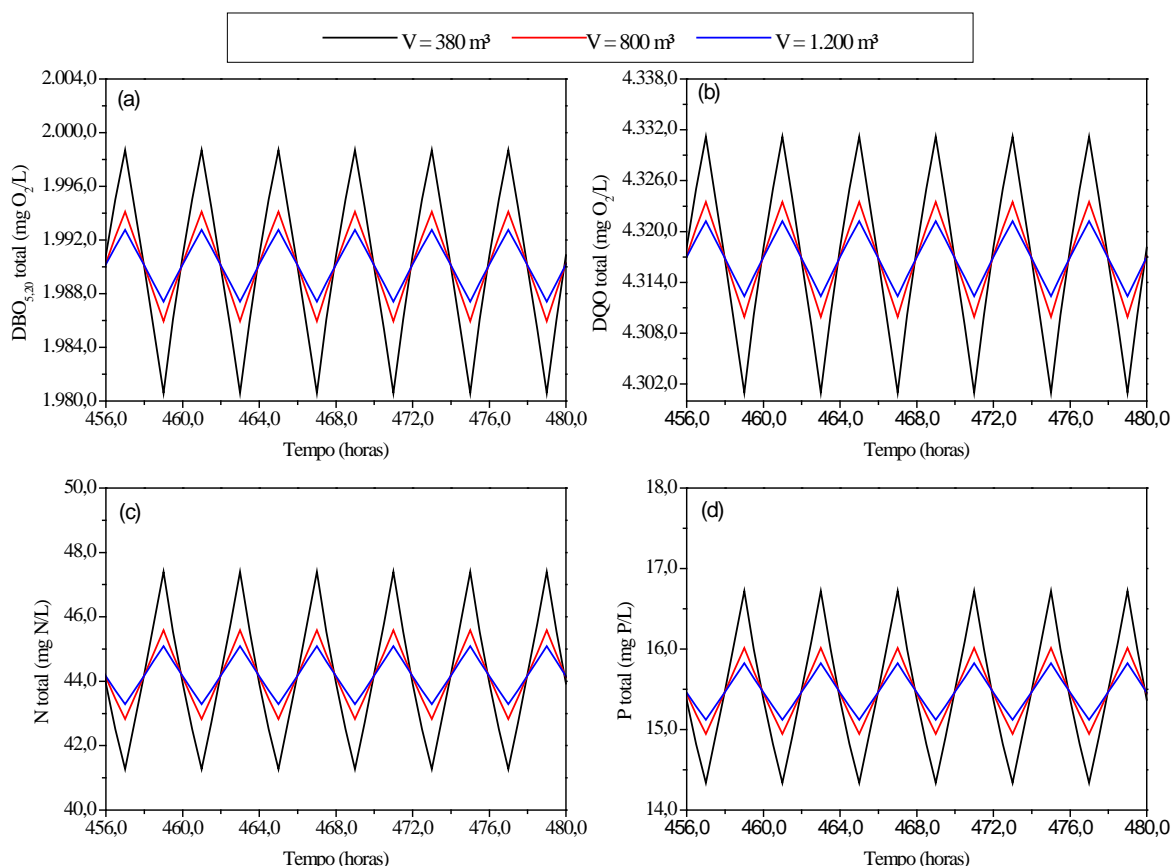 V = 380 m³ V = 800 m³ V = 1.200 m³
(a)
DBO5,20 total (mg O2/L)
2.004,0
2.000,0
1.996,0
1.992,0
1.988,0
1.984,0
1.980,0
456,0 460,0 464,0 468,0 472,0 476,0 480,0
Tempo (horas)
(b)
DQO total (mg O2/L)
4.338,0
4.332,0
4.326,0
4.320,0
4.314,0
4.308,0
4.302,0
456,0 460,0 464,0 468,0 472,0 476,0 480,0
Tempo (horas)
(c)
N total (mg N/L)
50,0
48,0
46,0
44,0
42,0
40,0
456,0 460,0 464,0 468,0 472,0 476,0 480,0
Tempo (horas)
(d)
P total (mg P/L)
18,0
17,0
16,0
15,0
14,0
456,0 460,0 464,0 468,0 472,0 476,0 480,0
Tempo (horas)